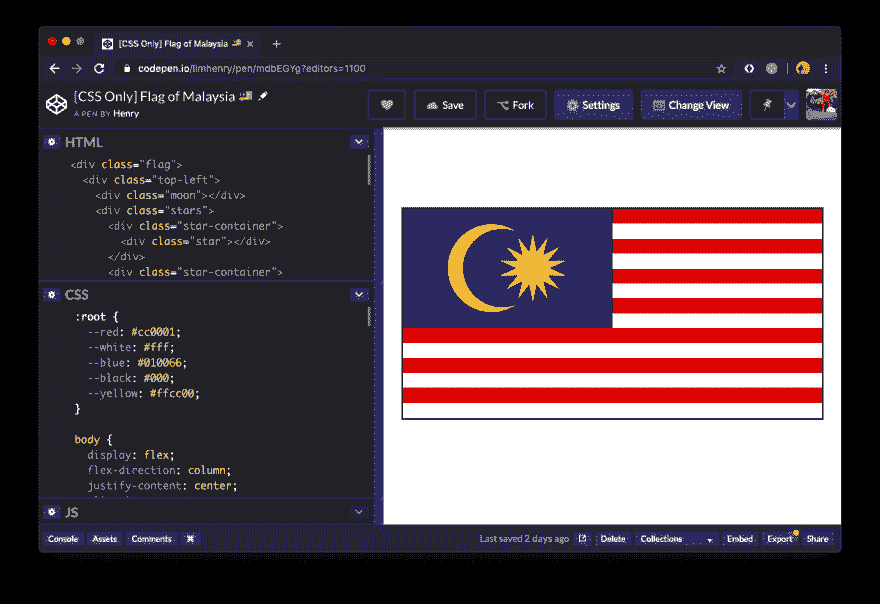 [CSS Only] Flag of Malaysia
codepen.io/limhenry/pen/mdbEGYg?editors=1100
[CSS Only] Flag of Malaysia
A PEN BY Henry
Save
Fork
Settings
Change View
HTML
<div class="flag">
<div class="top-left">
<div class="moon"></div>
<div class="stars">
<div class="star-container">
<div class="star"></div>
</div>
<div class="star-container">
CSS
:root {
--red: #cc0001;
--white: #fff;
--blue: #010066;
--black: #000;
--yellow: #ffcc00;
}
body {
display: flex;
flex-direction: column;
justify-content: center;
JS
Console Assets Comments ⌘ Last saved 2 days ago Delete Collections Embed Export Share